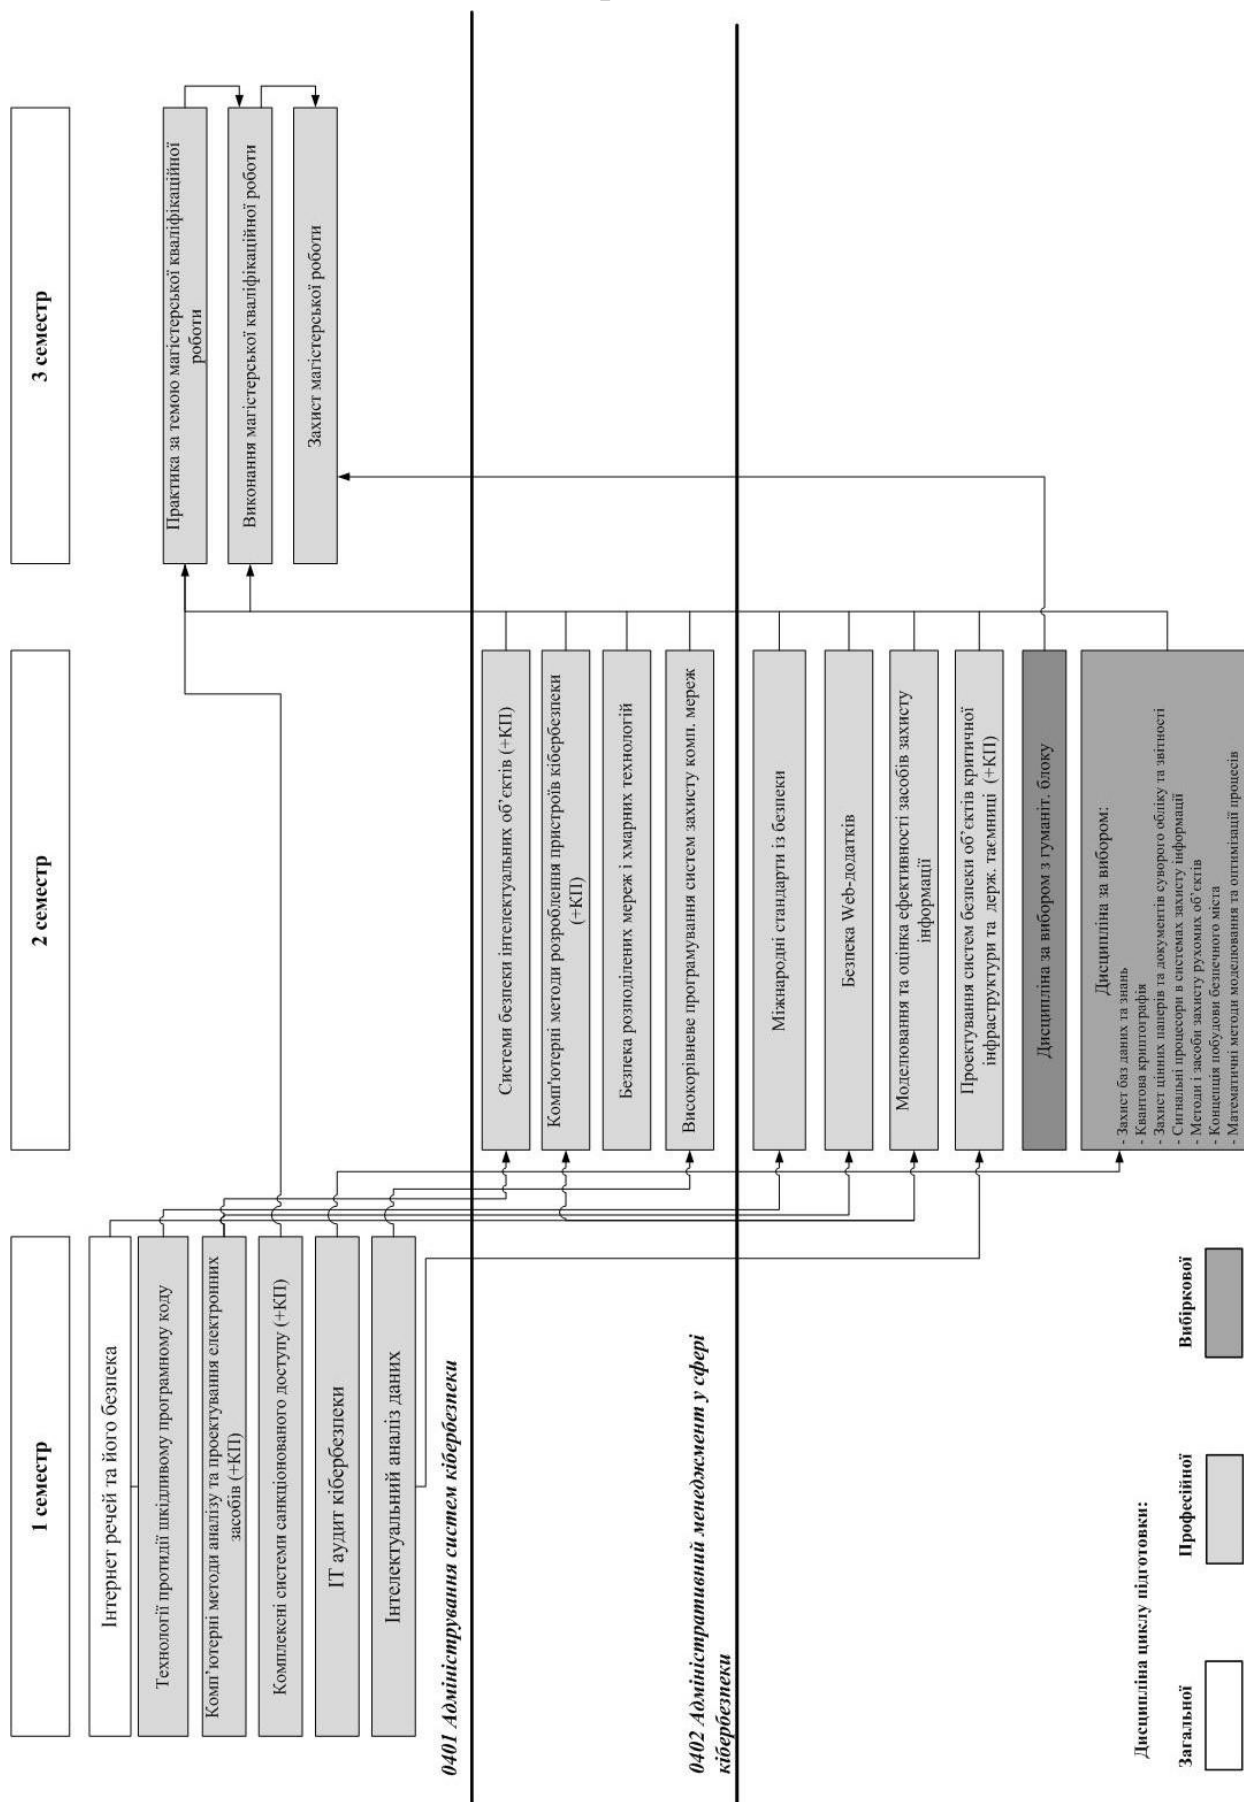 1 семестр
2 семестр
3 семестр
Інтернет речей та його безпека
Технології протидії шкідливому програмному коду
Комп’ютерні методи аналізу та проектування електронних
засобів (+КП)
Комплексні системи санкціонованого доступу (+КП)
ІТ аудит кібербезпеки
Інтелектуальний аналіз даних
Практика за темою магістерської кваліфікаційної
роботи
Виконання магістерської кваліфікаційної роботи
Захист магістерської роботи
0401 Адміністрування систем кібербезпеки
Системи безпеки інтелектуальних об’єктів (+КП)
Комп'ютерні методи розроблення пристроїв кібербезпеки
(+КП)
Безпека розподілених мереж і хмарних технологій
Високорівневе програмування систем захисту комп. мереж
0402 Адміністративний менеджмент у сфері
кібербезпеки
Міжнародні стандарти із безпеки
Безпека Web-додатків
Моделювання та оцінка ефективності засобів захисту
інформації
Проектування систем безпеки об’єктів критичної
інфраструктури та держ. таємниці (+КП)
Дисципліна за вибором з гуманіт. блоку
Дисципліна за вибором:
- Захист баз даних та знань
- Квантова криптографія
- Захист цінних паперів та документів суворого обліку та звітності
- Сигнальні процесори в системах захисту інформації
- Методи і засоби захисту рухомих об’єктів
- Концепція побудови безпечного міста
- Математичні методи моделювання та оптимізації процесів
Дисципліна циклу підготовки:
Загальної
Професійної
Вибіркової